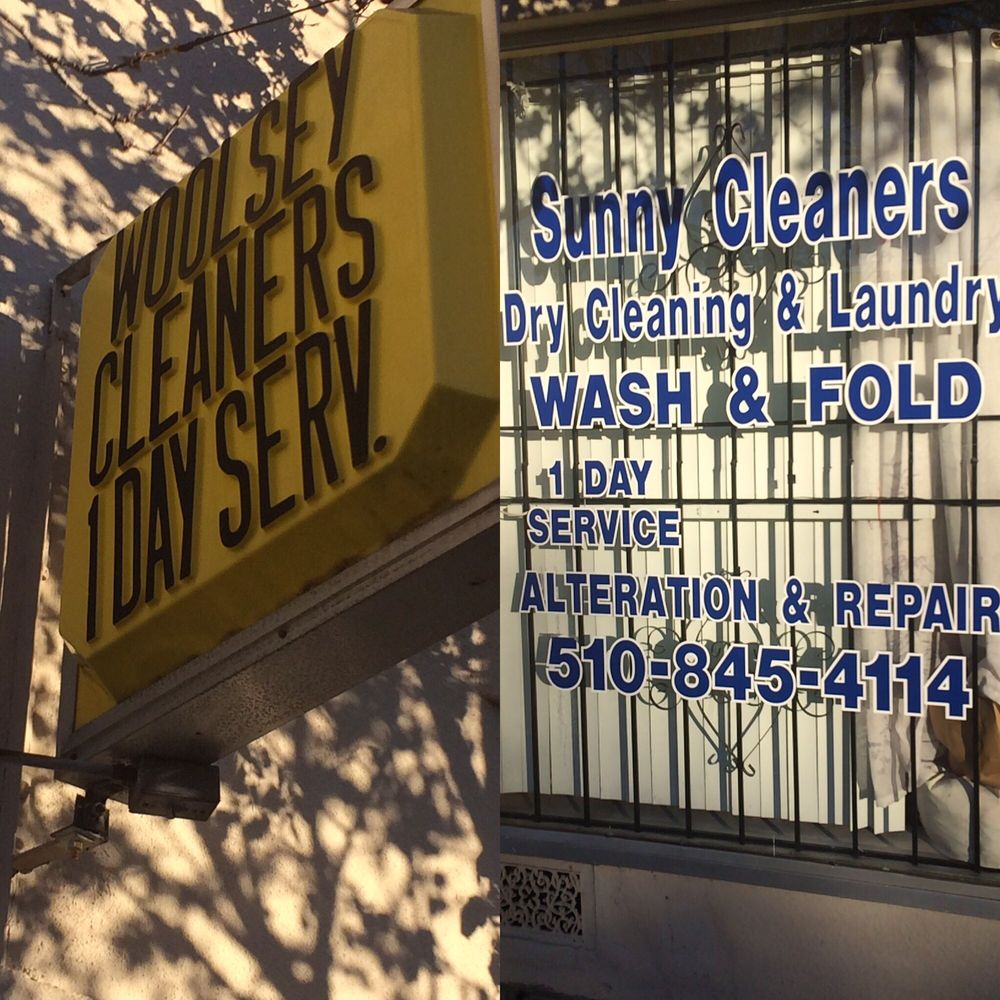 WOOLSEY
CLEANERS
1 DAY SERV.
Sunny Cleaners
Dry Cleaning & Laundry
WASH & FOLD
1 DAY
SERVICE
ALTERATION & REPAIR
510-845-4114